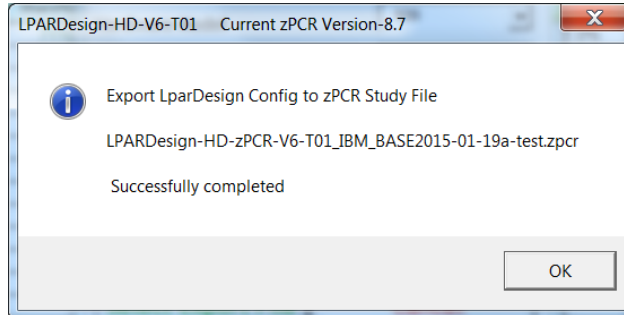 LPARDesign-HD-V6-T01 Current zPCR Version-8.7
Export LparDesign Config to zPCR Study File
LPARDesign-HD-zPCR-V6-T01_IBM_BASE2015-01-19a-test.zpcr
Successfully completed
OK